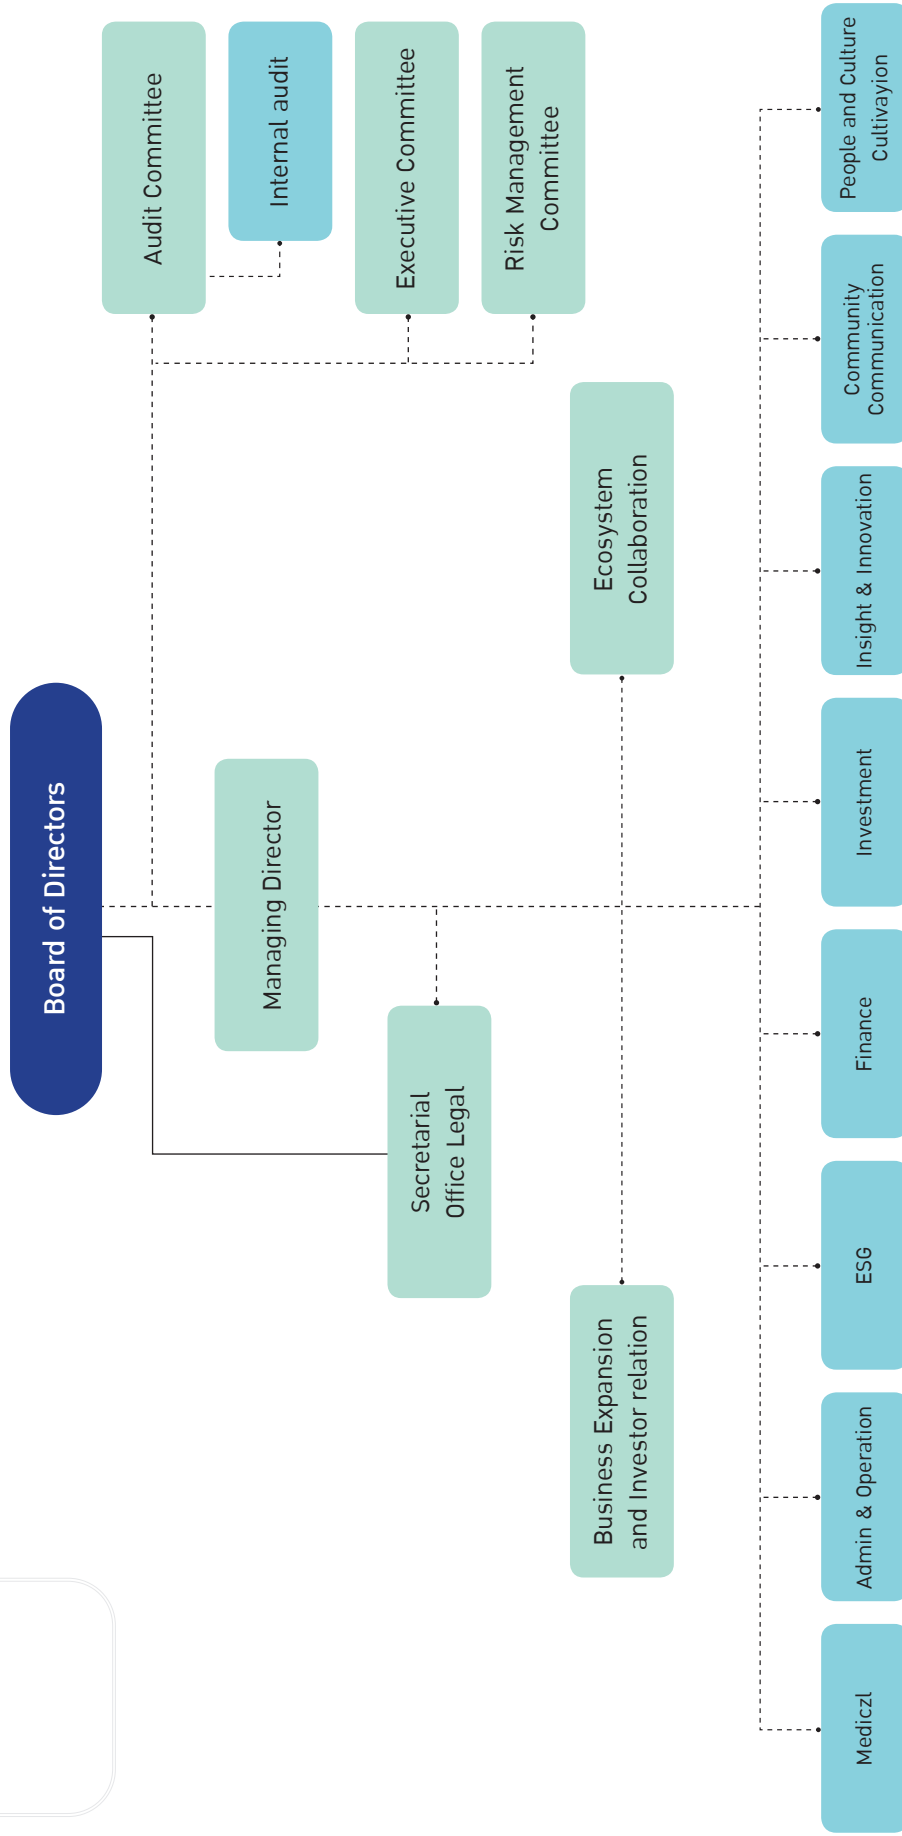 Board of Directors
Audit Committee
Internal audit
Executive Committee
Risk Management
Committee
Managing Director
Secretarial
Office Legal
Business Expansion
and Investor relation
Ecosystem
Collaboration
Mediczl
Admin & Operation
ESG
Finance
Investment
Insight & Innovation
Community
Communication
People and Culture
Cultivayion